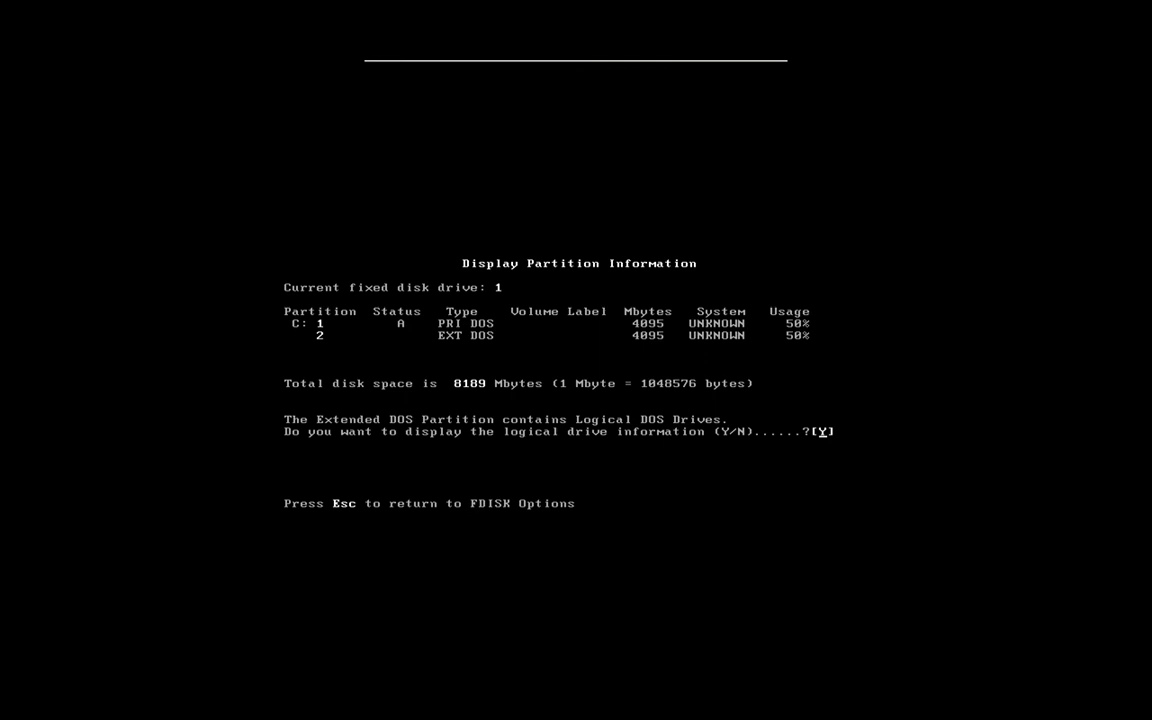 Display Partition Information
Current fixed disk drive: 1
Partition Status Type Volume Label Mbytes System Usage
C: 1 A PRI DOS 4095 UNKNOWN 50%
2 EXT DOS 4095 UNKNOWN 50%
Total disk space is 8189 Mbytes (1 Mbyte = 1048576 bytes)
The Extended DOS Partition contains Logical DOS Drives.
Do you want to display the logical drive information (Y/N)......?[Y]
Press Esc to return to FDISK Options